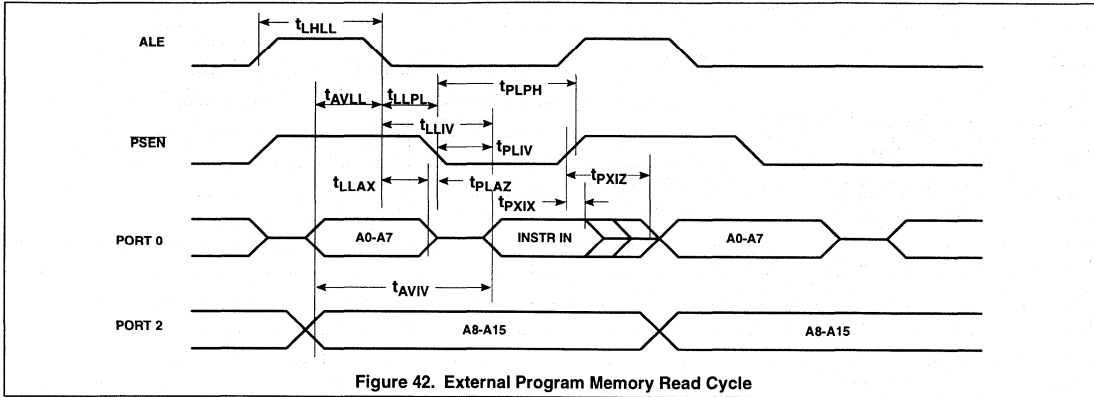 ALE
tLHLL
tPLPH
tAVLL
tLLPL
tLLIV
PSEN
tPLIV
tLLAX
tPLAZ
tPXIZ
tPXIX
PORT 0
A0-A7
INSTR IN
A0-A7
tAVIV
PORT 2
A8-A15
A8-A15
Figure 42. External Program Memory Read Cycle